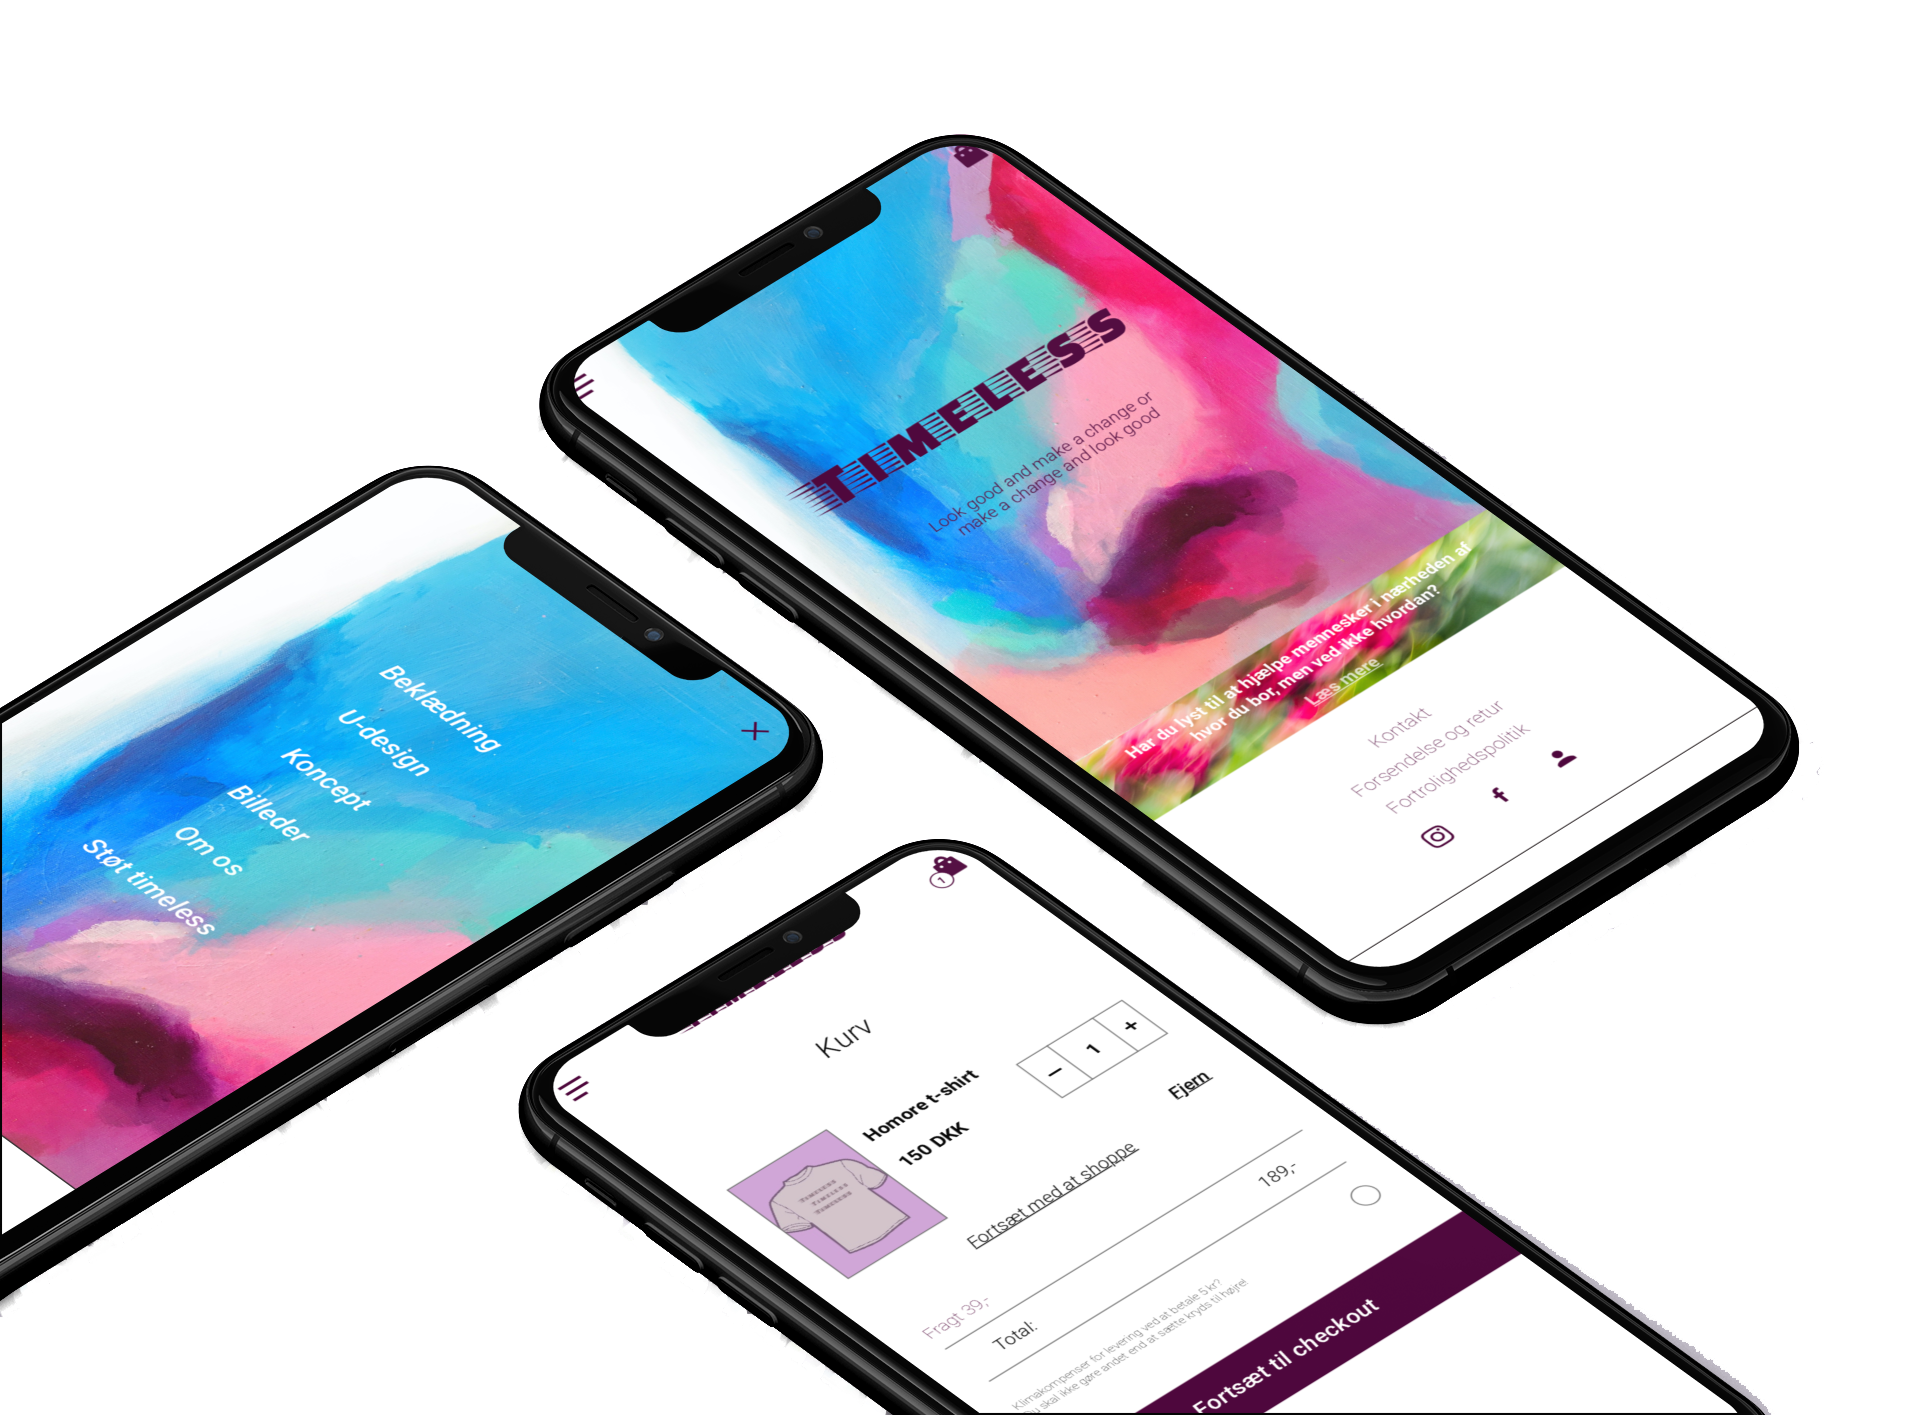 TIMELESS
Look good and make a change or
make a change and look good
Har du lyst til at hjælpe mennesker i nærheden af
hvor du bor, men ved ikke hvordan?
Læs mere
Kontakt
Forsendelse og retur
Fortrolighedspolitik
Beklædning
U-design
Koncept
Billeder
Om os
Støt timeless
1
Kurv
Homore t-shirt
150 DKK
− 1 +
Ejern
TIMELESS
TIMELESS
TIMELESS
Fortsæt med at shoppe
Fragt 39,-
Total: 189,-
Klimakompenser for levering ved at betale 5 kr?
Du skal ikke gøre andet end at sætte kryds til højre!
Fortsæt til checkout